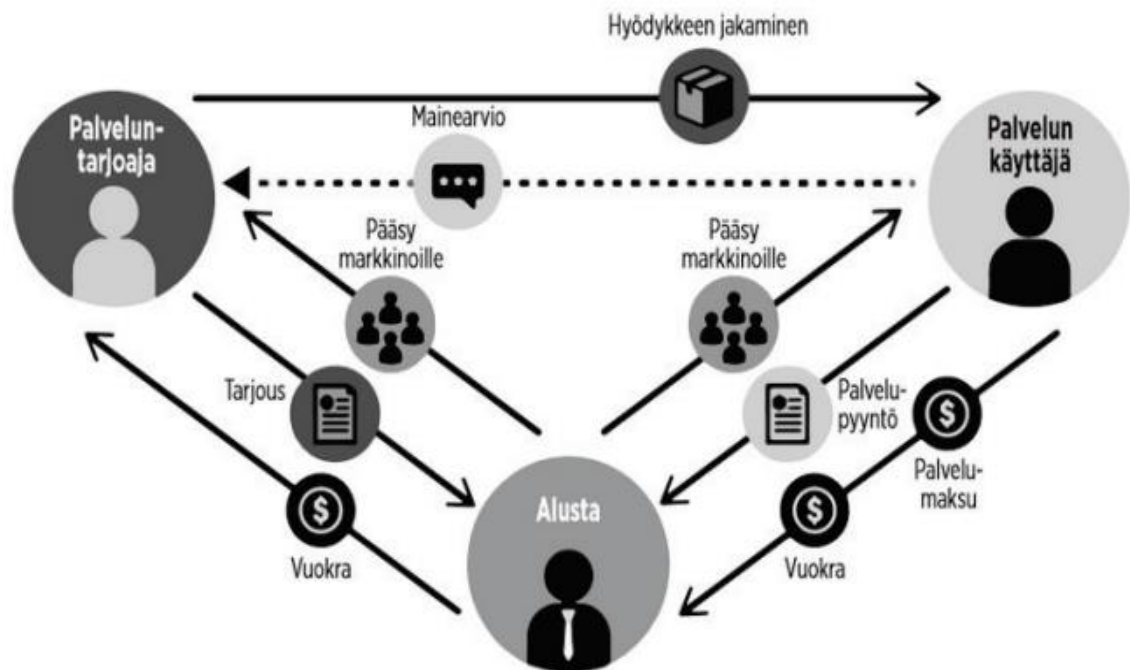 Hyödykkeen jakaminen
Mainearvio
Palvelun-
tarjoaja
Palvelun
käyttäjä
Pääsy
markkinoille
Pääsy
markkinoille
Tarjous
Palvelu-
pyyntö
$
Palvelu-
maksu
$
Vuokra
Alusta
$
Vuokra